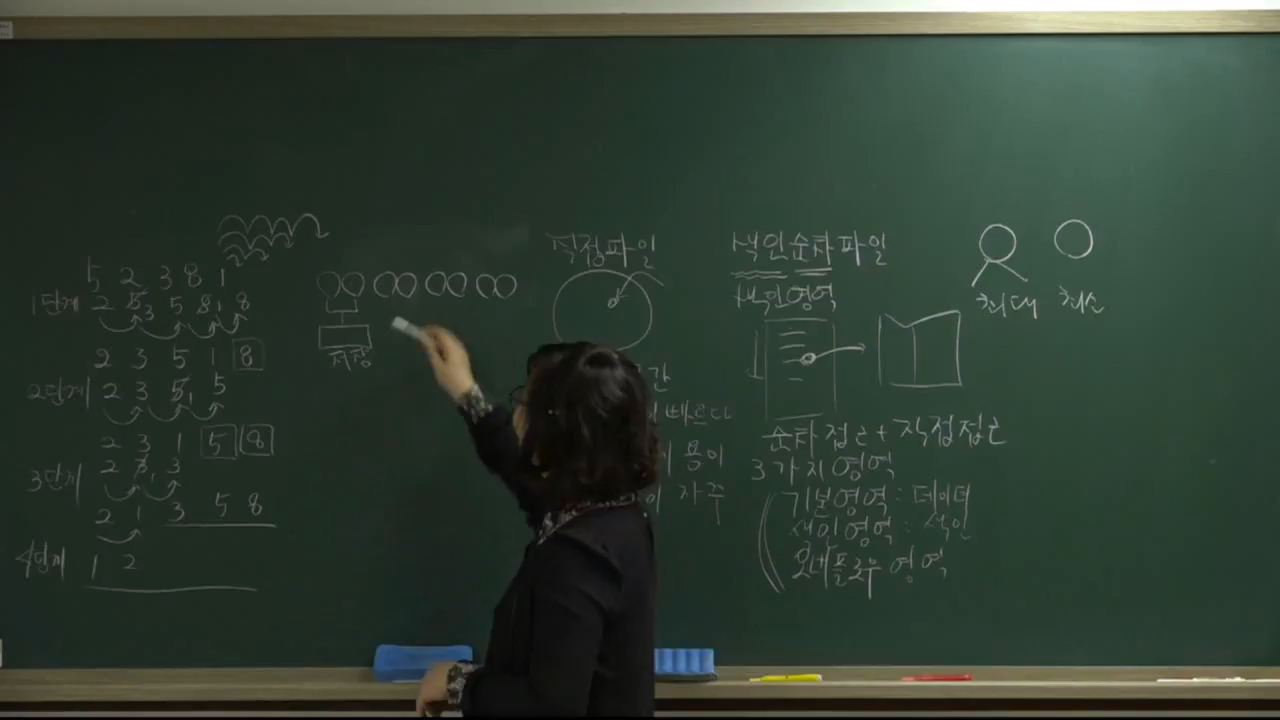 5 2 3 8 1
1단계 2 5 3 5 8 1 8
2 3 5 1 8
2단계 2 3 5 1 5
2 3 1 5 8
3단계 2 3 1 3
2 1 3 5 8
4단계 1 2
저장
직접파일
간
빠르다
용이
자주
색인순차파일
색인영역
순차접근+직접접근
3가지영역
기본영역: 데이터
색인영역: 색인
오버플로우 영역
최대 최소